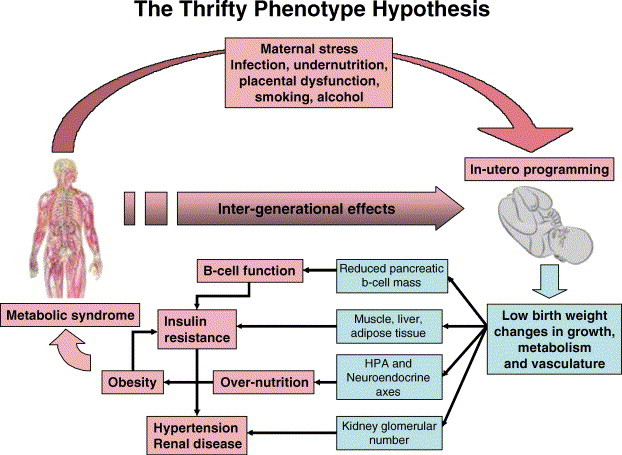 The Thrifty Phenotype Hypothesis
Maternal stress
Infection, undernutrition,
placental dysfunction,
smoking, alcohol
In-utero programming
Inter-generational effects
B-cell function
Reduced pancreatic
b-cell mass
Metabolic syndrome
Insulin
resistance
Muscle, liver,
adipose tissue
Low birth weight
changes in growth,
metabolism
and vasculature
Obesity
Over-nutrition
HPA and
Neuroendocrine
axes
Hypertension
Renal disease
Kidney glomerular
number